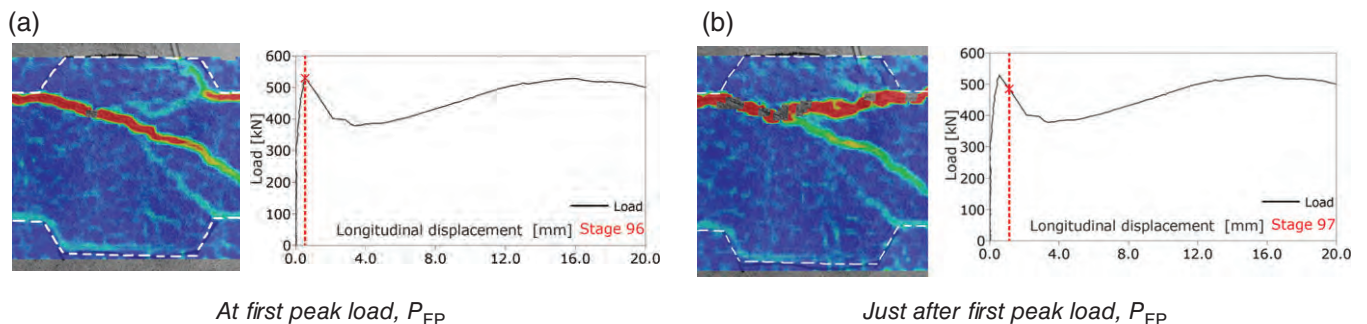 (a)
600
500
400
300
200
100
0
Load [kN]
Load
Longitudinal displacement [mm] Stage 96
0.0 4.0 8.0 12.0 16.0 20.0
At first peak load, PFP
(b)
600
500
400
300
200
100
0
Load [kN]
Load
Longitudinal displacement [mm] Stage 97
0.0 4.0 8.0 12.0 16.0 20.0
Just after first peak load, PFP